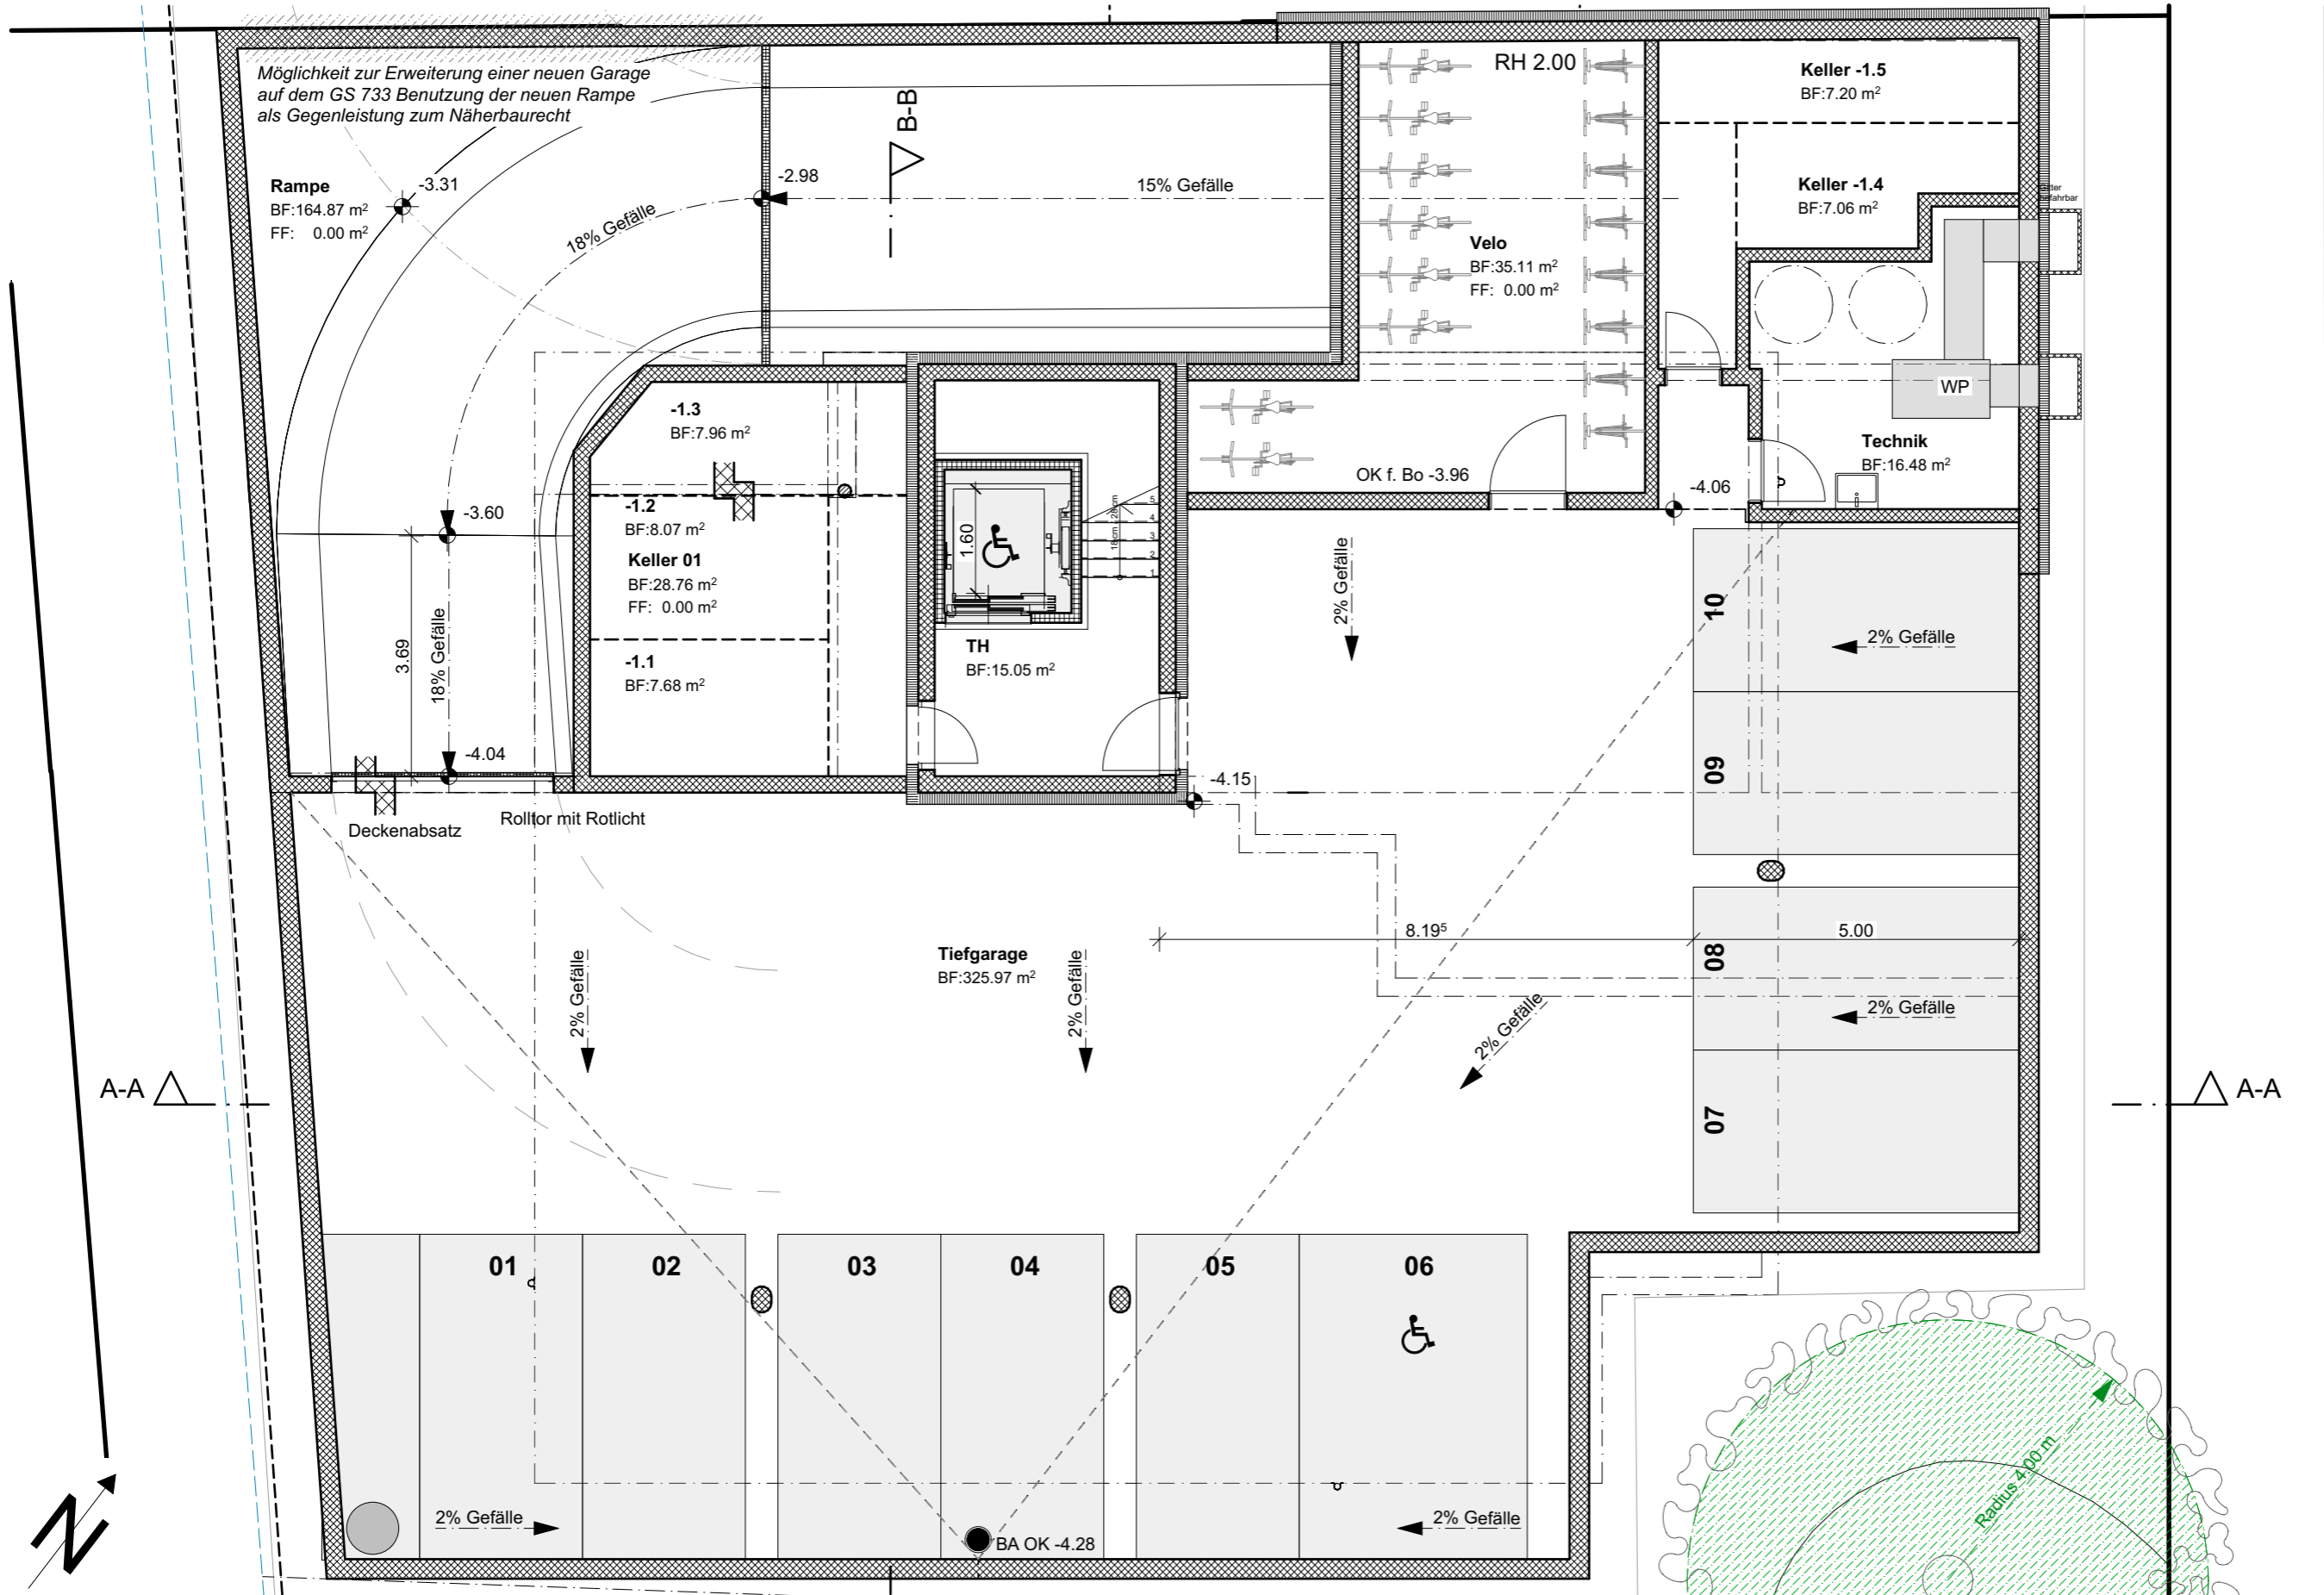 Möglichkeit zur Erweiterung einer neuen Garage
auf dem GS 733 Benutzung der neuen Rampe
als Gegenleistung zum Näherbaurecht
RH 2.00
Keller -1.5
BF:7.20 m²
B-B
Rampe
BF:164.87 m²
FF: 0.00 m²
-3.31
-2.98
15% Gefälle
18% Gefälle
Keller -1.4
BF:7.06 m²
Velo
BF:35.11 m²
FF: 0.00 m²
WP
-1.3
BF:7.96 m²
Technik
BF:16.48 m²
OK f. Bo -3.96
-4.06
-3.60
-1.2
BF:8.07 m²
Keller 01
BF:28.76 m²
FF: 0.00 m²
1.60
5
4
3
2
1
2% Gefälle
10
2% Gefälle
3.69
18% Gefälle
-1.1
BF:7.68 m²
TH
BF:15.05 m²
-4.04
-4.15
09
Deckenabsatz
Rolltor mit Rotlicht
8.19⁵
5.00
08
Tiefgarage
BF:325.97 m²
2% Gefälle
2% Gefälle
2% Gefälle
2% Gefälle
A-A
A-A
07
01
02
03
04
05
06
N
2% Gefälle
BA OK -4.28
2% Gefälle
Radius 4.00 m